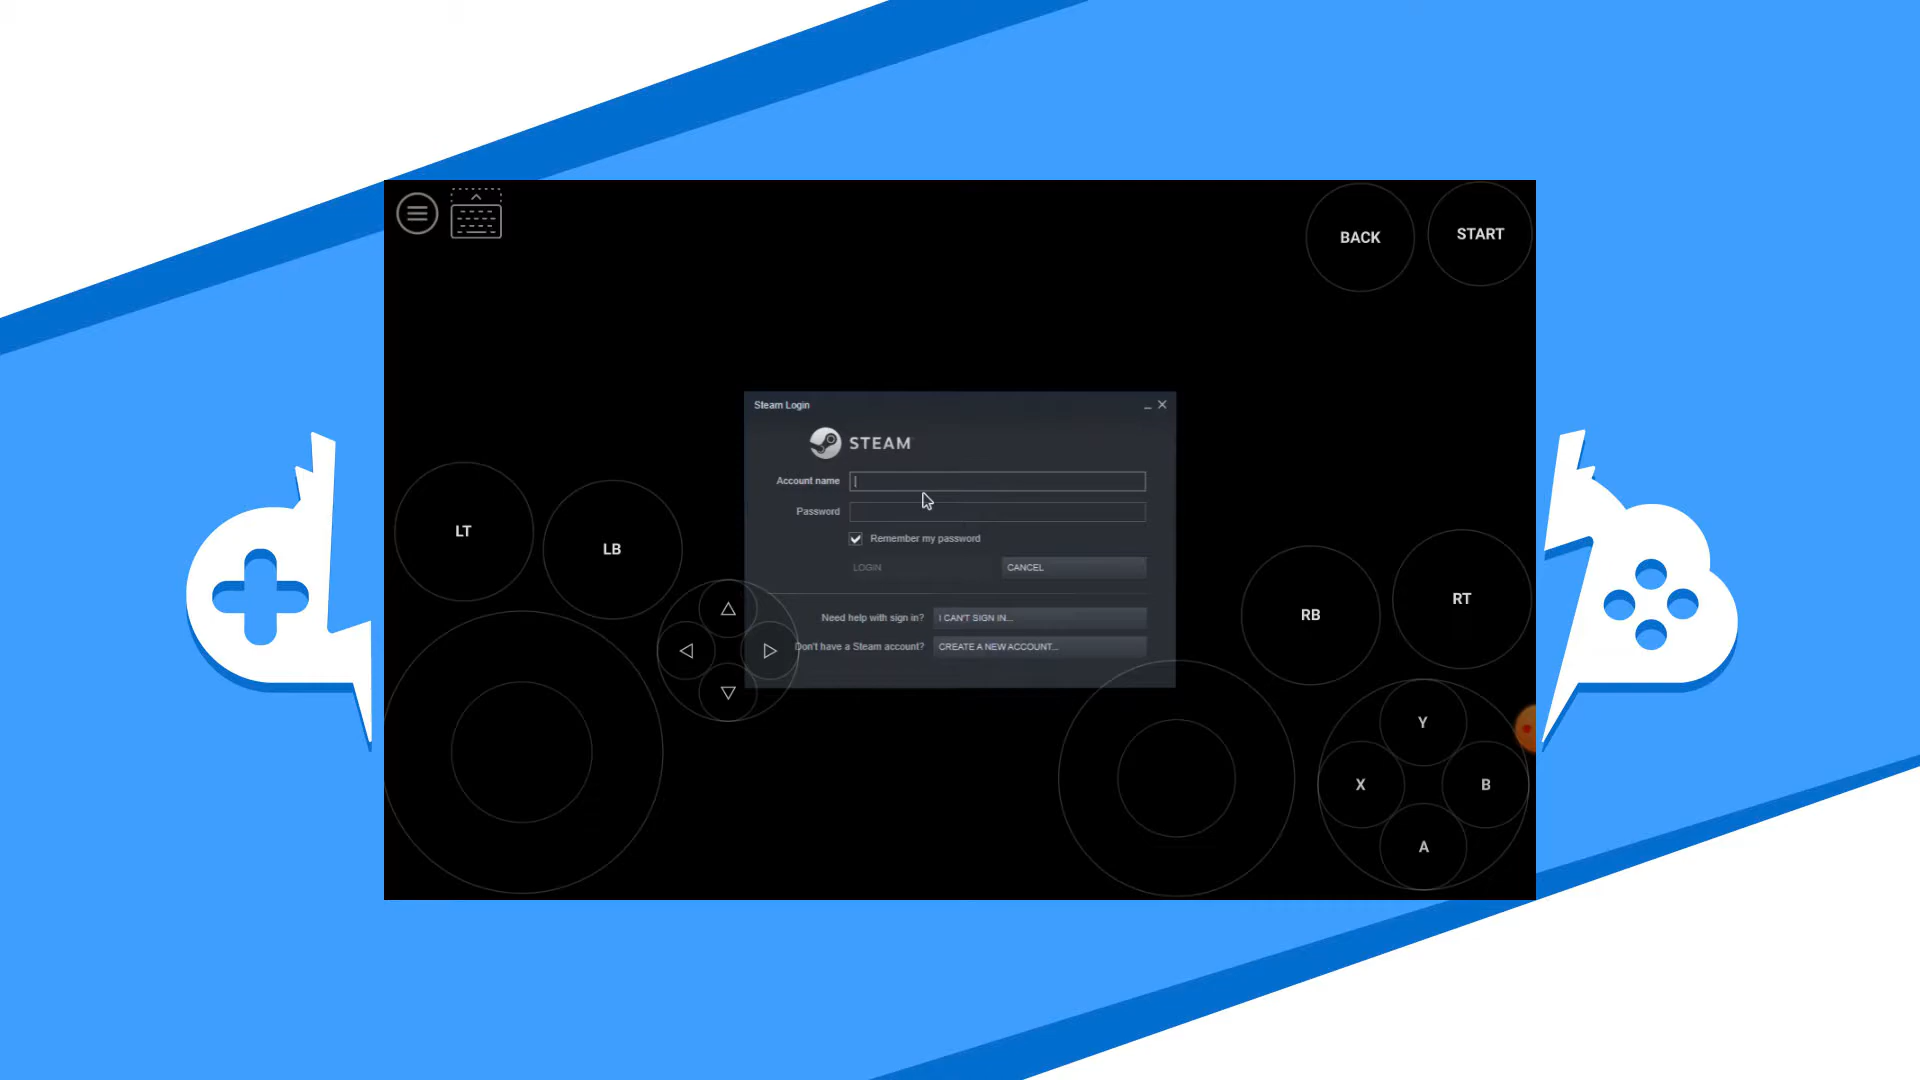 BACK
START
Steam Login
STEAM
Account name
Password
Remember my password
LOGIN
CANCEL
Need help with sign in?
I CAN'T SIGN IN...
Don't have a Steam account?
CREATE A NEW ACCOUNT...
LT
LB
RB
RT
Y
X
B
A